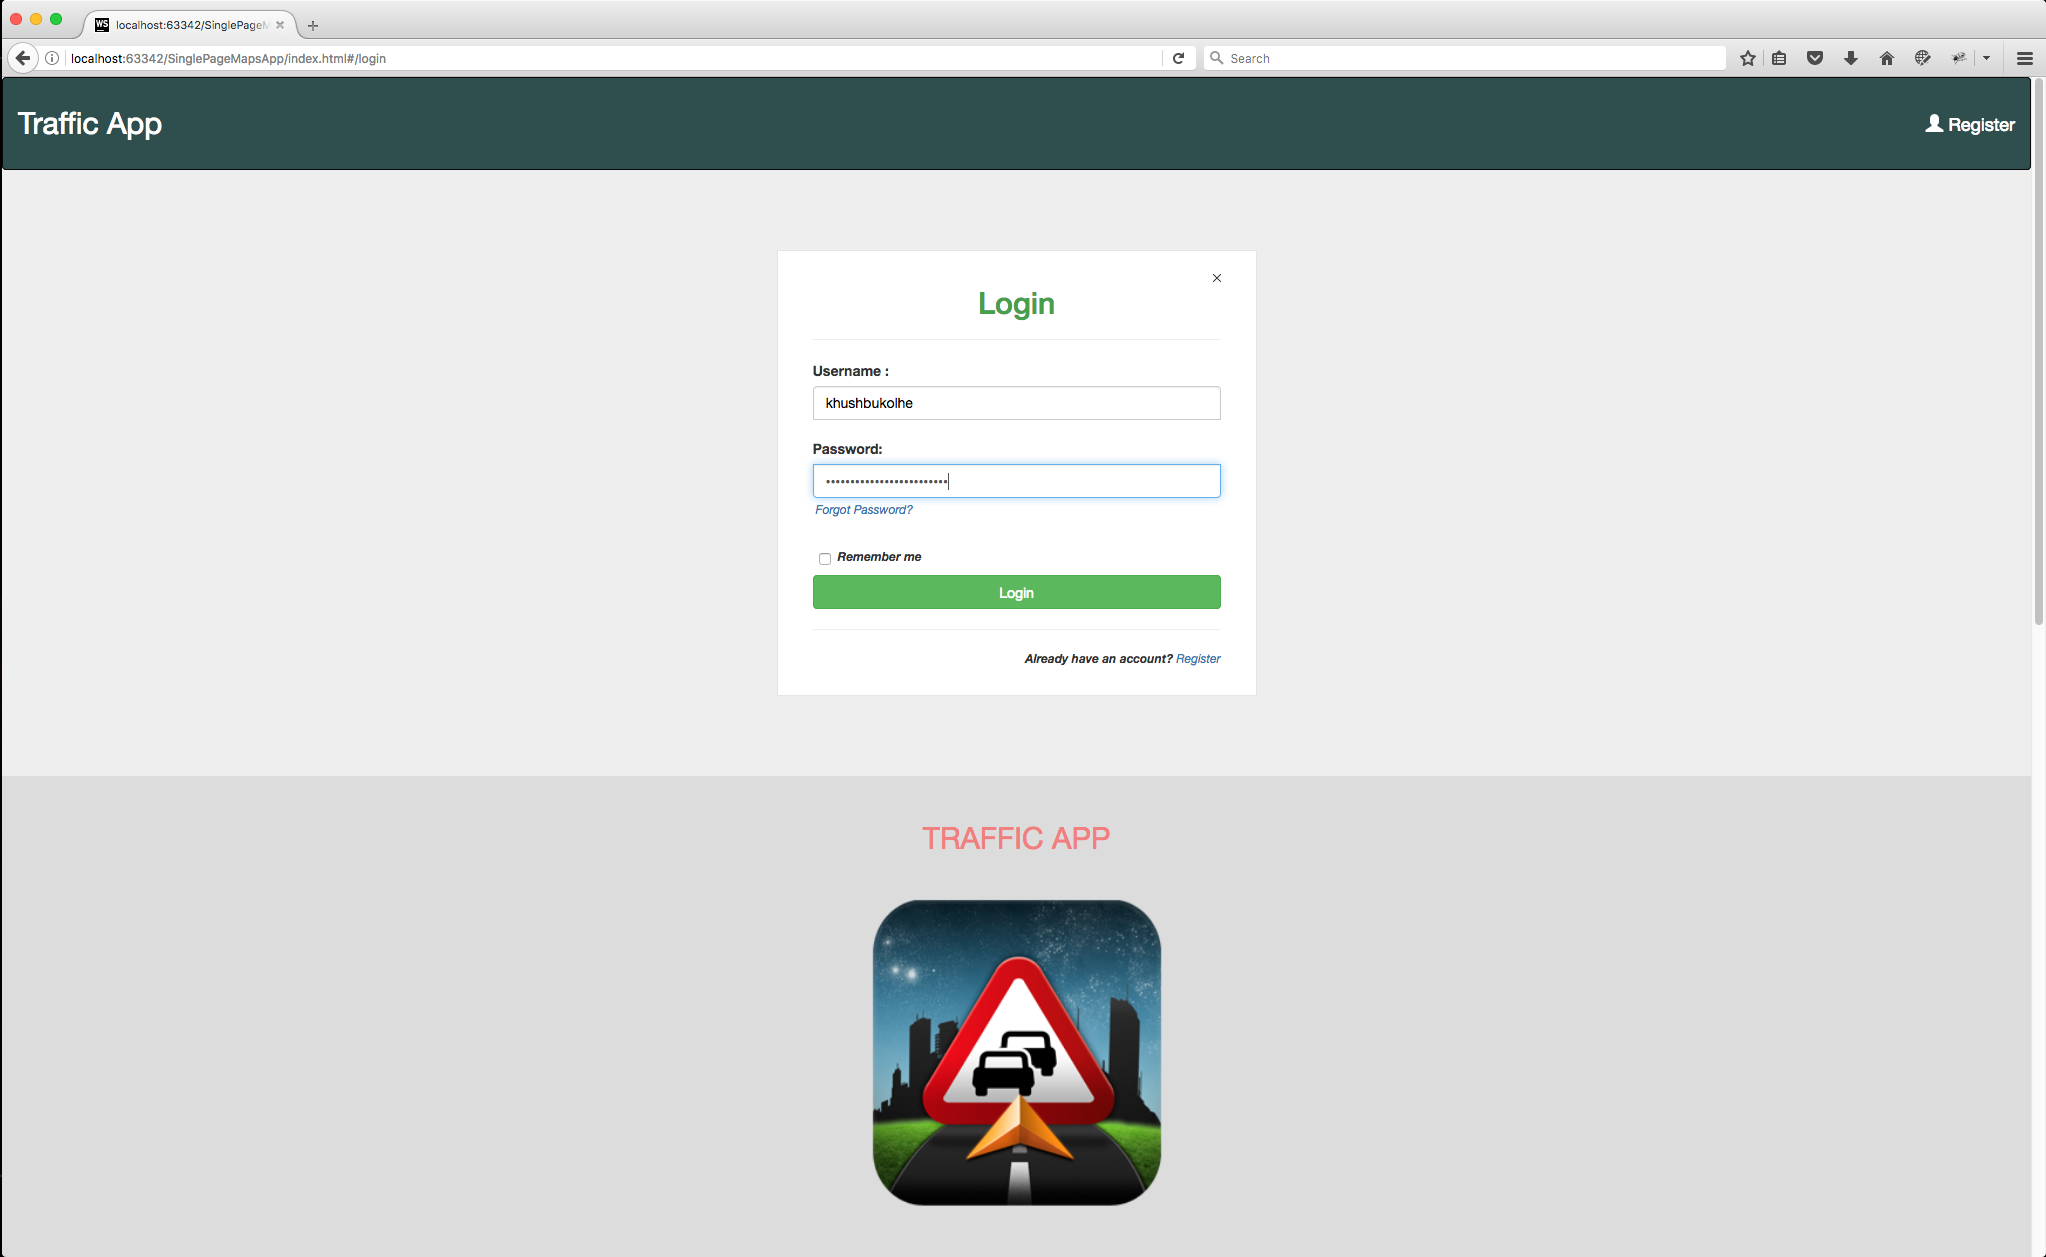 WS localhost:63342/SinglePageM
localhost:63342/SinglePageMapsApp/index.html#/login
Search
Traffic App
Register
Login
Username :
khushbukolhe
Password:
•••••••••••••••••••••••••
Forgot Password?
Remember me
Login
Already have an account? Register
TRAFFIC APP